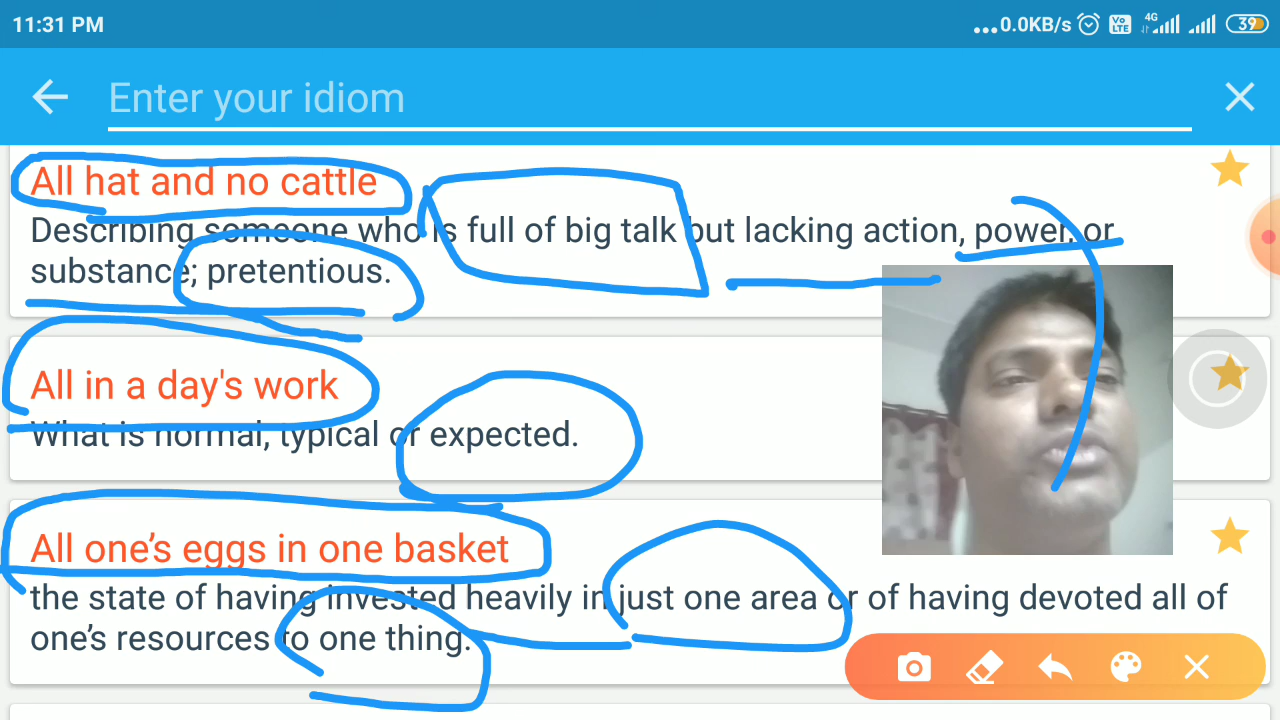 11:31 PM
...0.0KB/s Vo LTE 4G 39
Enter your idiom
All hat and no cattle
Describing someone who is full of big talk but lacking action, power, or
substance; pretentious.
All in a day's work
What is normal, typical or expected.
All one’s eggs in one basket
the state of having invested heavily in just one area or of having devoted all of
one’s resources to one thing.